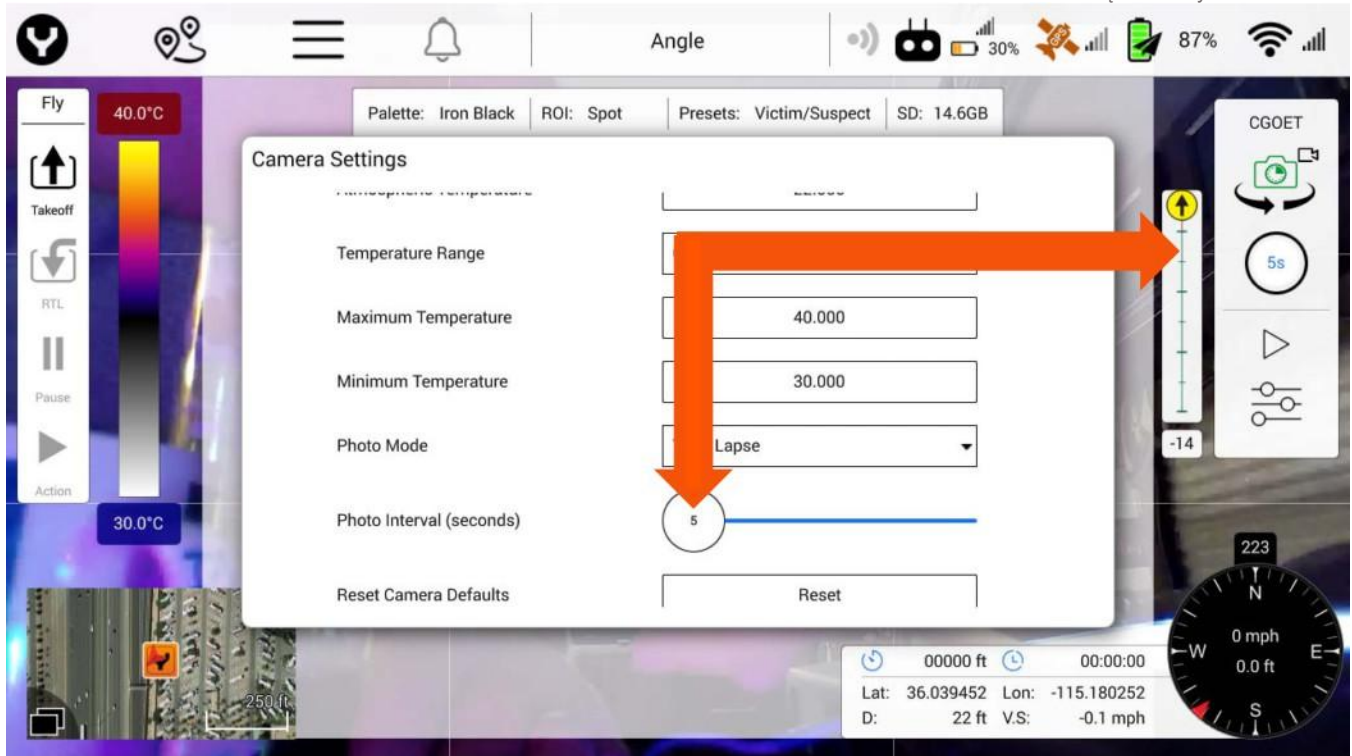 Angle
30%
GPS
87%
Fly
40.0°C
Palette: Iron Black ROI: Spot Presets: Victim/Suspect SD: 14.6GB
CGOET
Camera Settings
Atmospheric Temperature
Takeoff
Temperature Range
5s
RTL
Maximum Temperature 40.000
Minimum Temperature 30.000
Pause
Photo Mode Lapse
-14
Action
30.0°C
Photo Interval (seconds) 5
223
Reset Camera Defaults Reset
N
W 0 mph E
0.0 ft
S
250 ft
00000 ft 00:00:00
Lat: 36.039452 Lon: -115.180252
D: 22 ft V.S: -0.1 mph